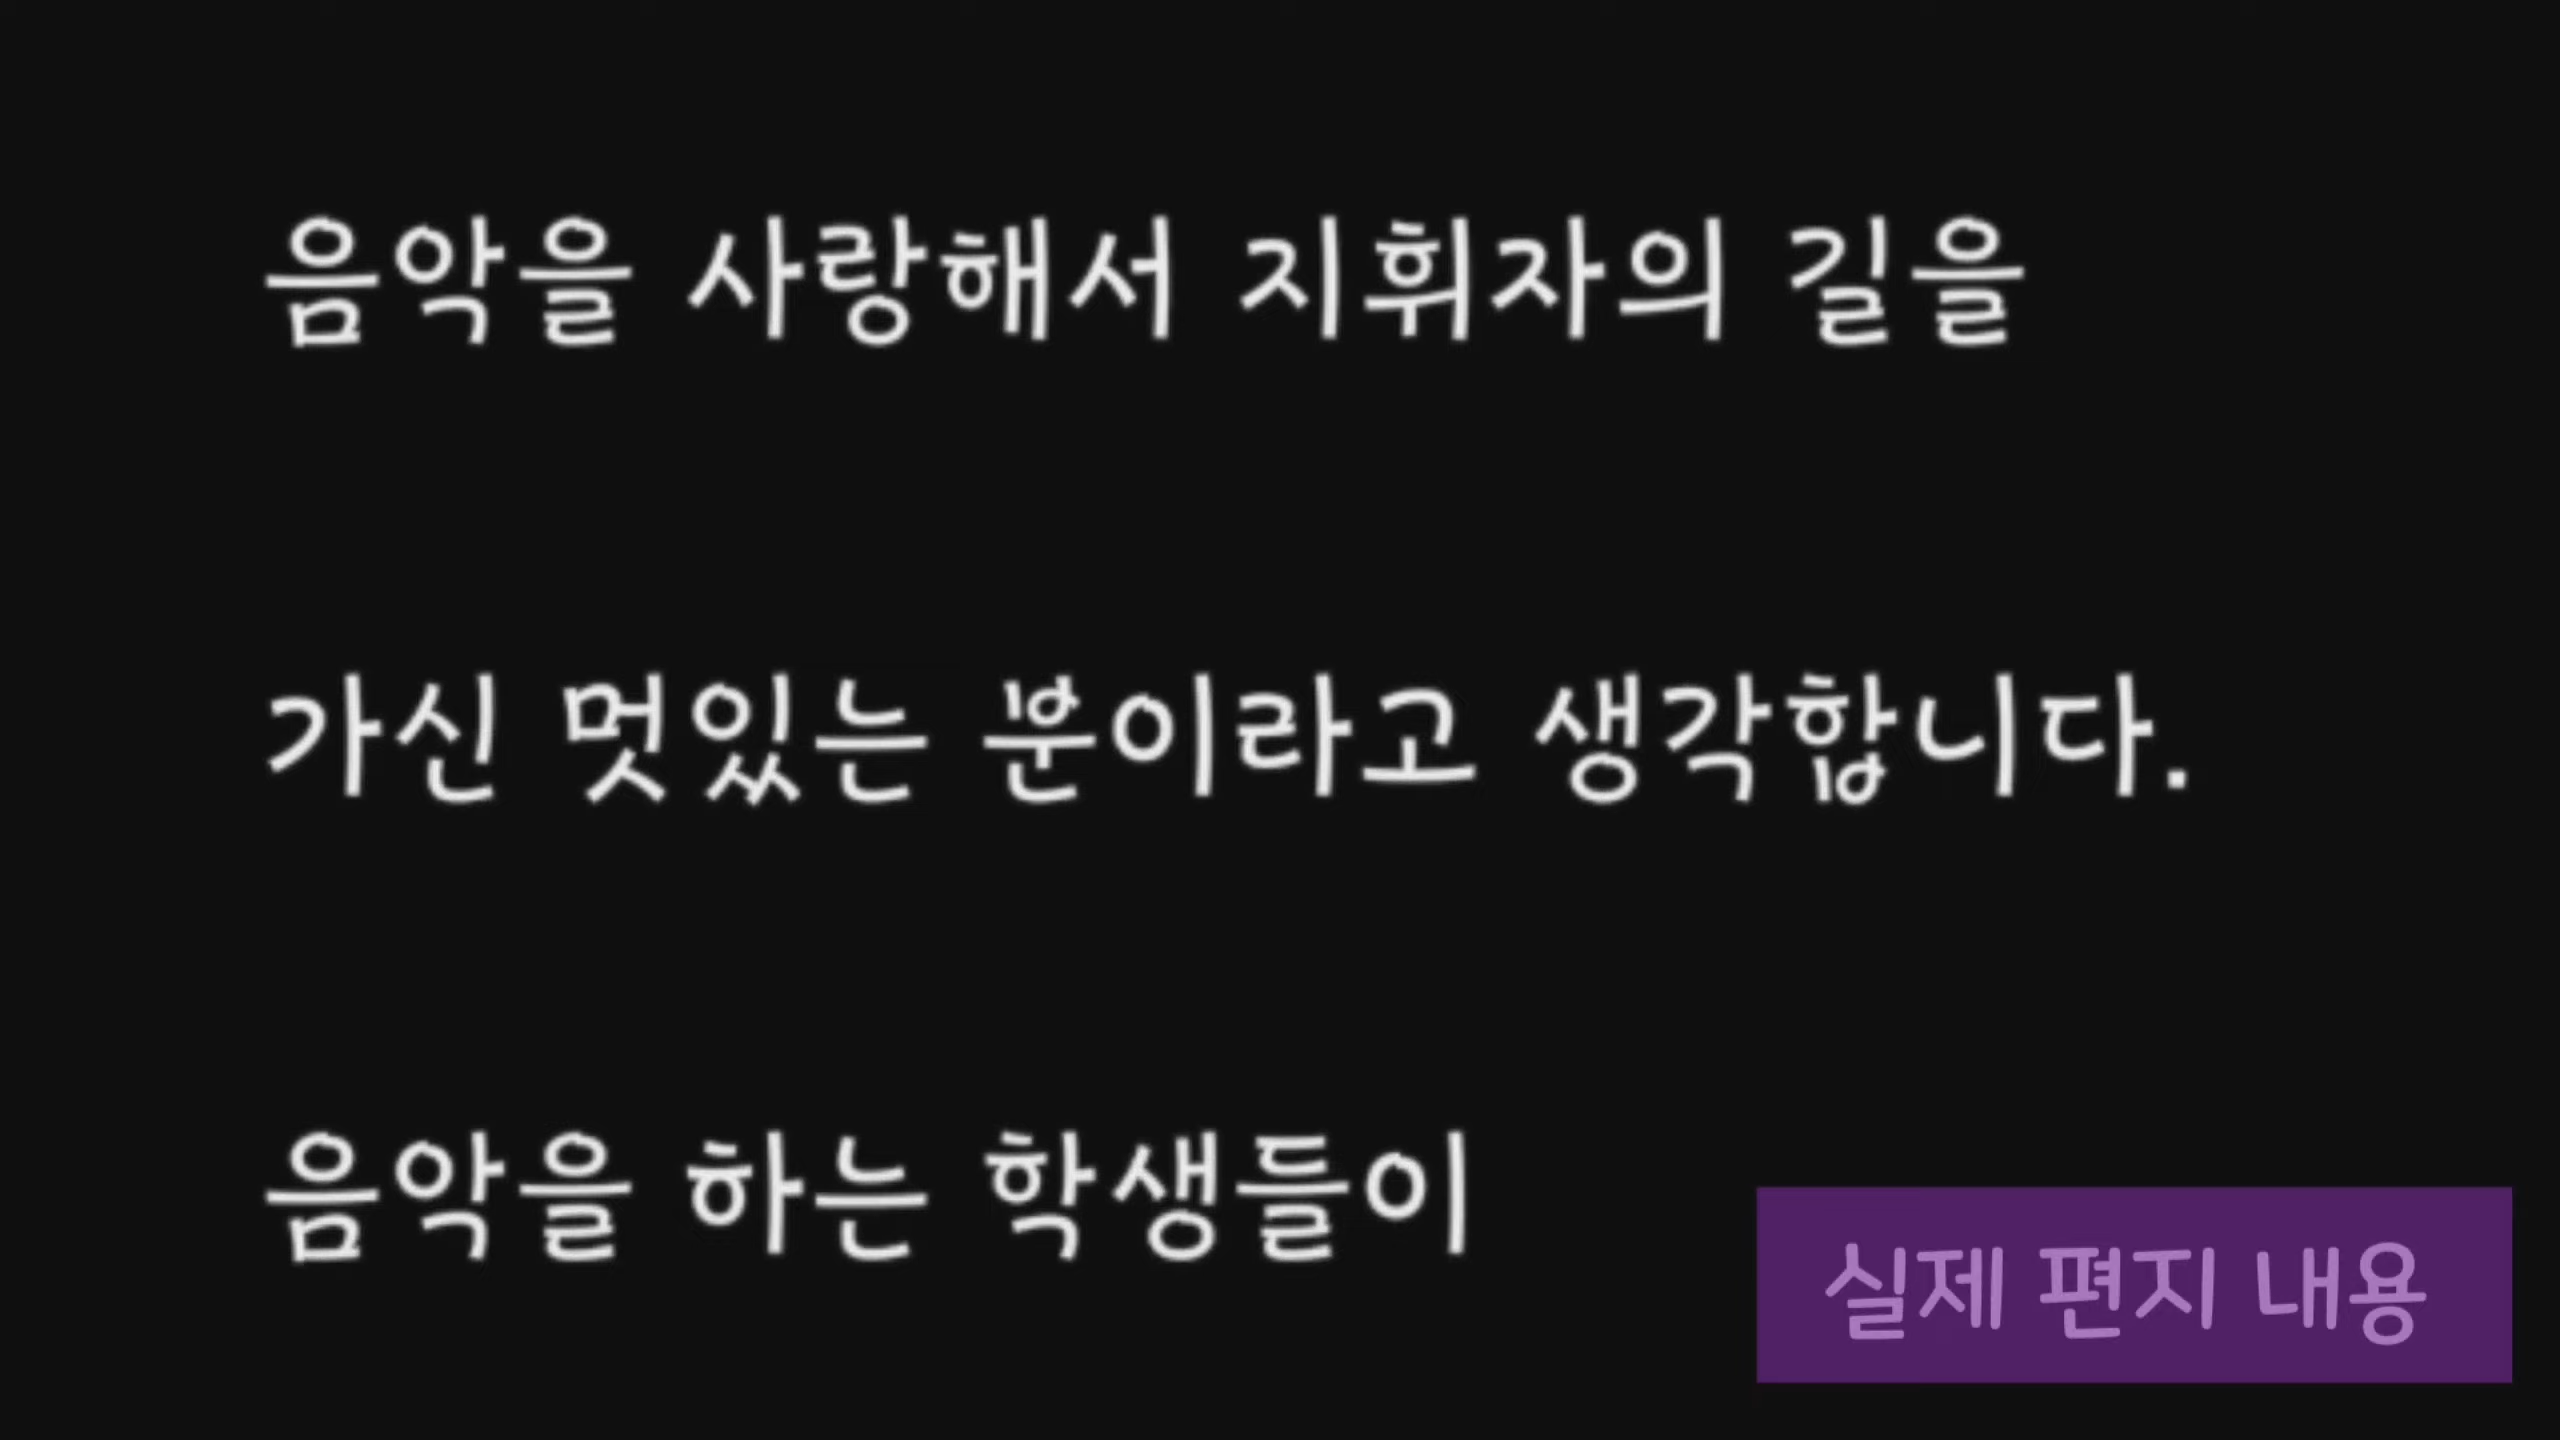 음악을 사랑해서 지휘자의 길을
가신 멋있는 분이라고 생각합니다.
음악을 하는 학생들이
실제 편지 내용